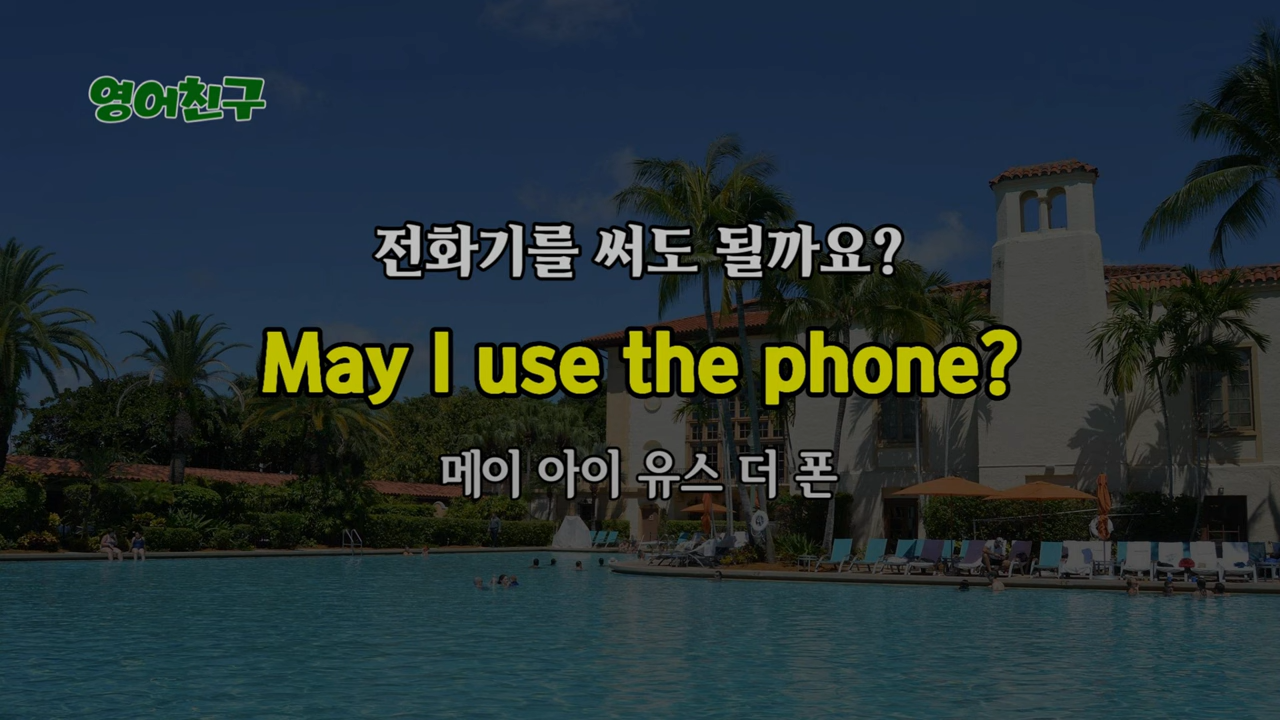 영어친구
전화기를 써도 될까요?
May I use the phone?
메이 아이 유스 더 폰